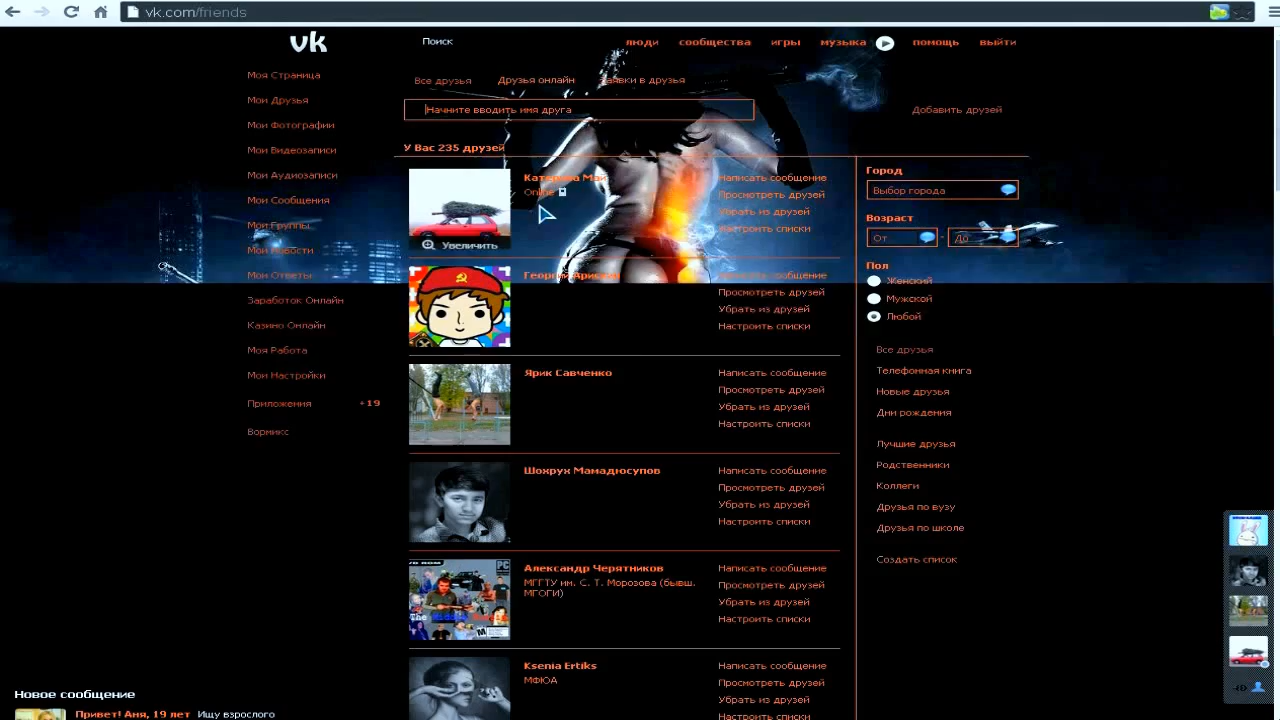 vk.com/friends
vk
Поиск
люди сообщества игры музыка помощь выйти
Моя Страница
Мои Друзья
Мои Фотографии
Мои Видеозаписи
Мои Аудиозаписи
Мои Сообщения
Мои Группы
Мои Новости
Мои Ответы
Заработок Онлайн
Казино Онлайн
Моя Работа
Мои Настройки
Приложения +19
Вормикс
Все друзья Друзья онлайн Заявки в друзья
Начните вводить имя друга
Добавить друзей
У Вас 235 друзей
Увеличить
Online
Написать сообщение
Просмотреть друзей
Убрать из друзей
Настроить списки
Георгий
Написать сообщение
Просмотреть друзей
Убрать из друзей
Настроить списки
Ярик Савченко
Написать сообщение
Просмотреть друзей
Убрать из друзей
Настроить списки
Шохрух Мамадюсупов
Написать сообщение
Просмотреть друзей
Убрать из друзей
Настроить списки
PC
The
M
Александр Черятников
МГГТУ им. С. Т. Морозова (бывш.
МГОГИ)
Написать сообщение
Просмотреть друзей
Убрать из друзей
Настроить списки
Ksenia Ertiks
МФЮА
Написать сообщение
Просмотреть друзей
Убрать из друзей
Настроить списки
Город
Выбор города
Возраст
От - До
Пол
Женский
Мужской
Любой
Все друзья
Телефонная книга
Новые друзья
Дни рождения
Лучшие друзья
Родственники
Коллеги
Друзья по вузу
Друзья по школе
Создать список
Новое сообщение
Привет! Аня, 19 лет Ищу взрослого